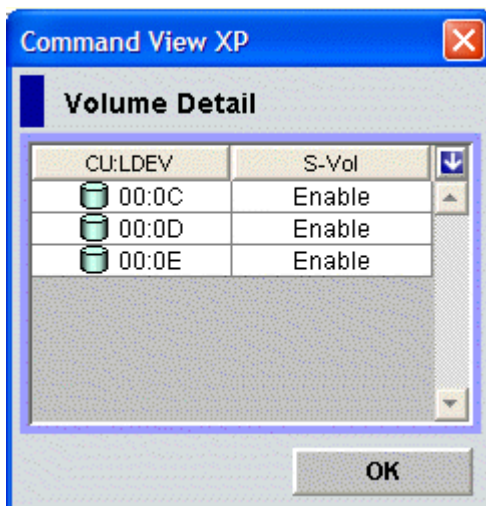 Command View XP
Volume Detail
CU:LDEV S-Vol
00:0C Enable
00:0D Enable
00:0E Enable
OK